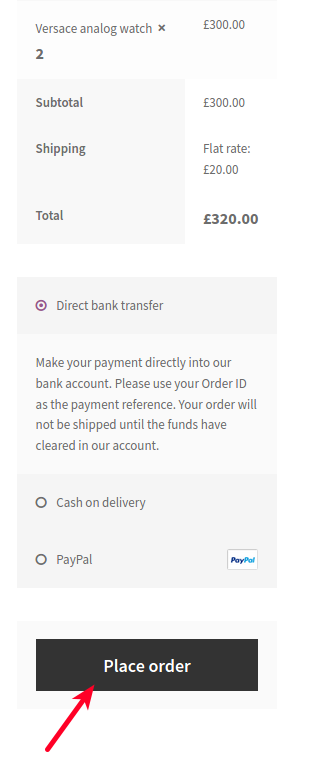 Versace analog watch × £300.00
2
Subtotal £300.00
Shipping Flat rate:
£20.00
Total £320.00
Direct bank transfer
Make your payment directly into our
bank account. Please use your Order ID
as the payment reference. Your order will
not be shipped until the funds have
cleared in our account.
Cash on delivery
PayPal PayPal
Place order